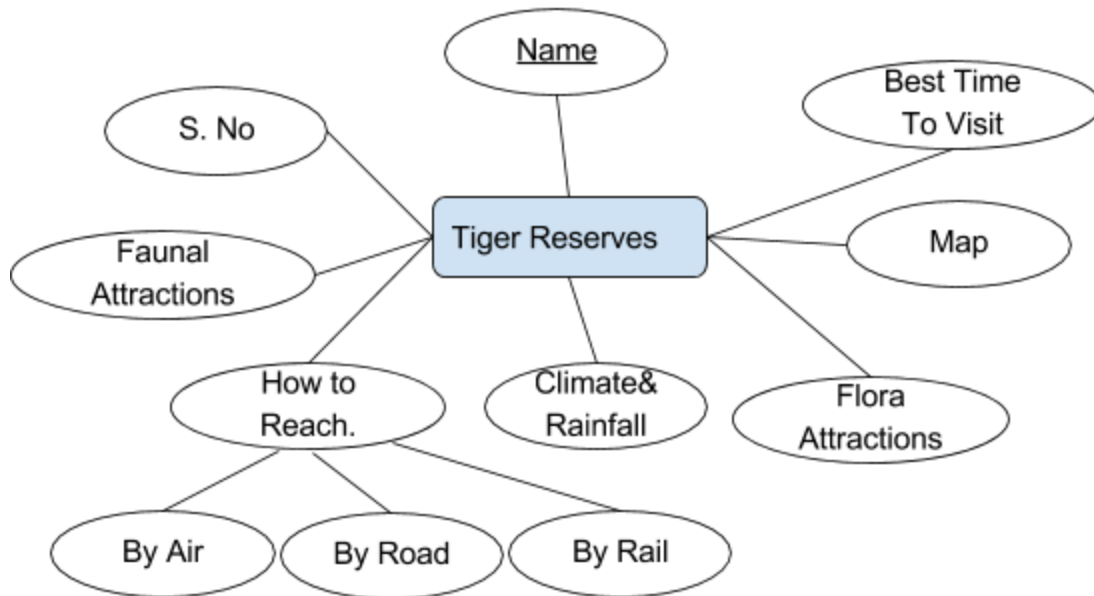 Name
Best Time
To Visit
S. No
Tiger Reserves
Map
Faunal
Attractions
How to
Reach.
Climate&
Rainfall
Flora
Attractions
By Air
By Road
By Rail